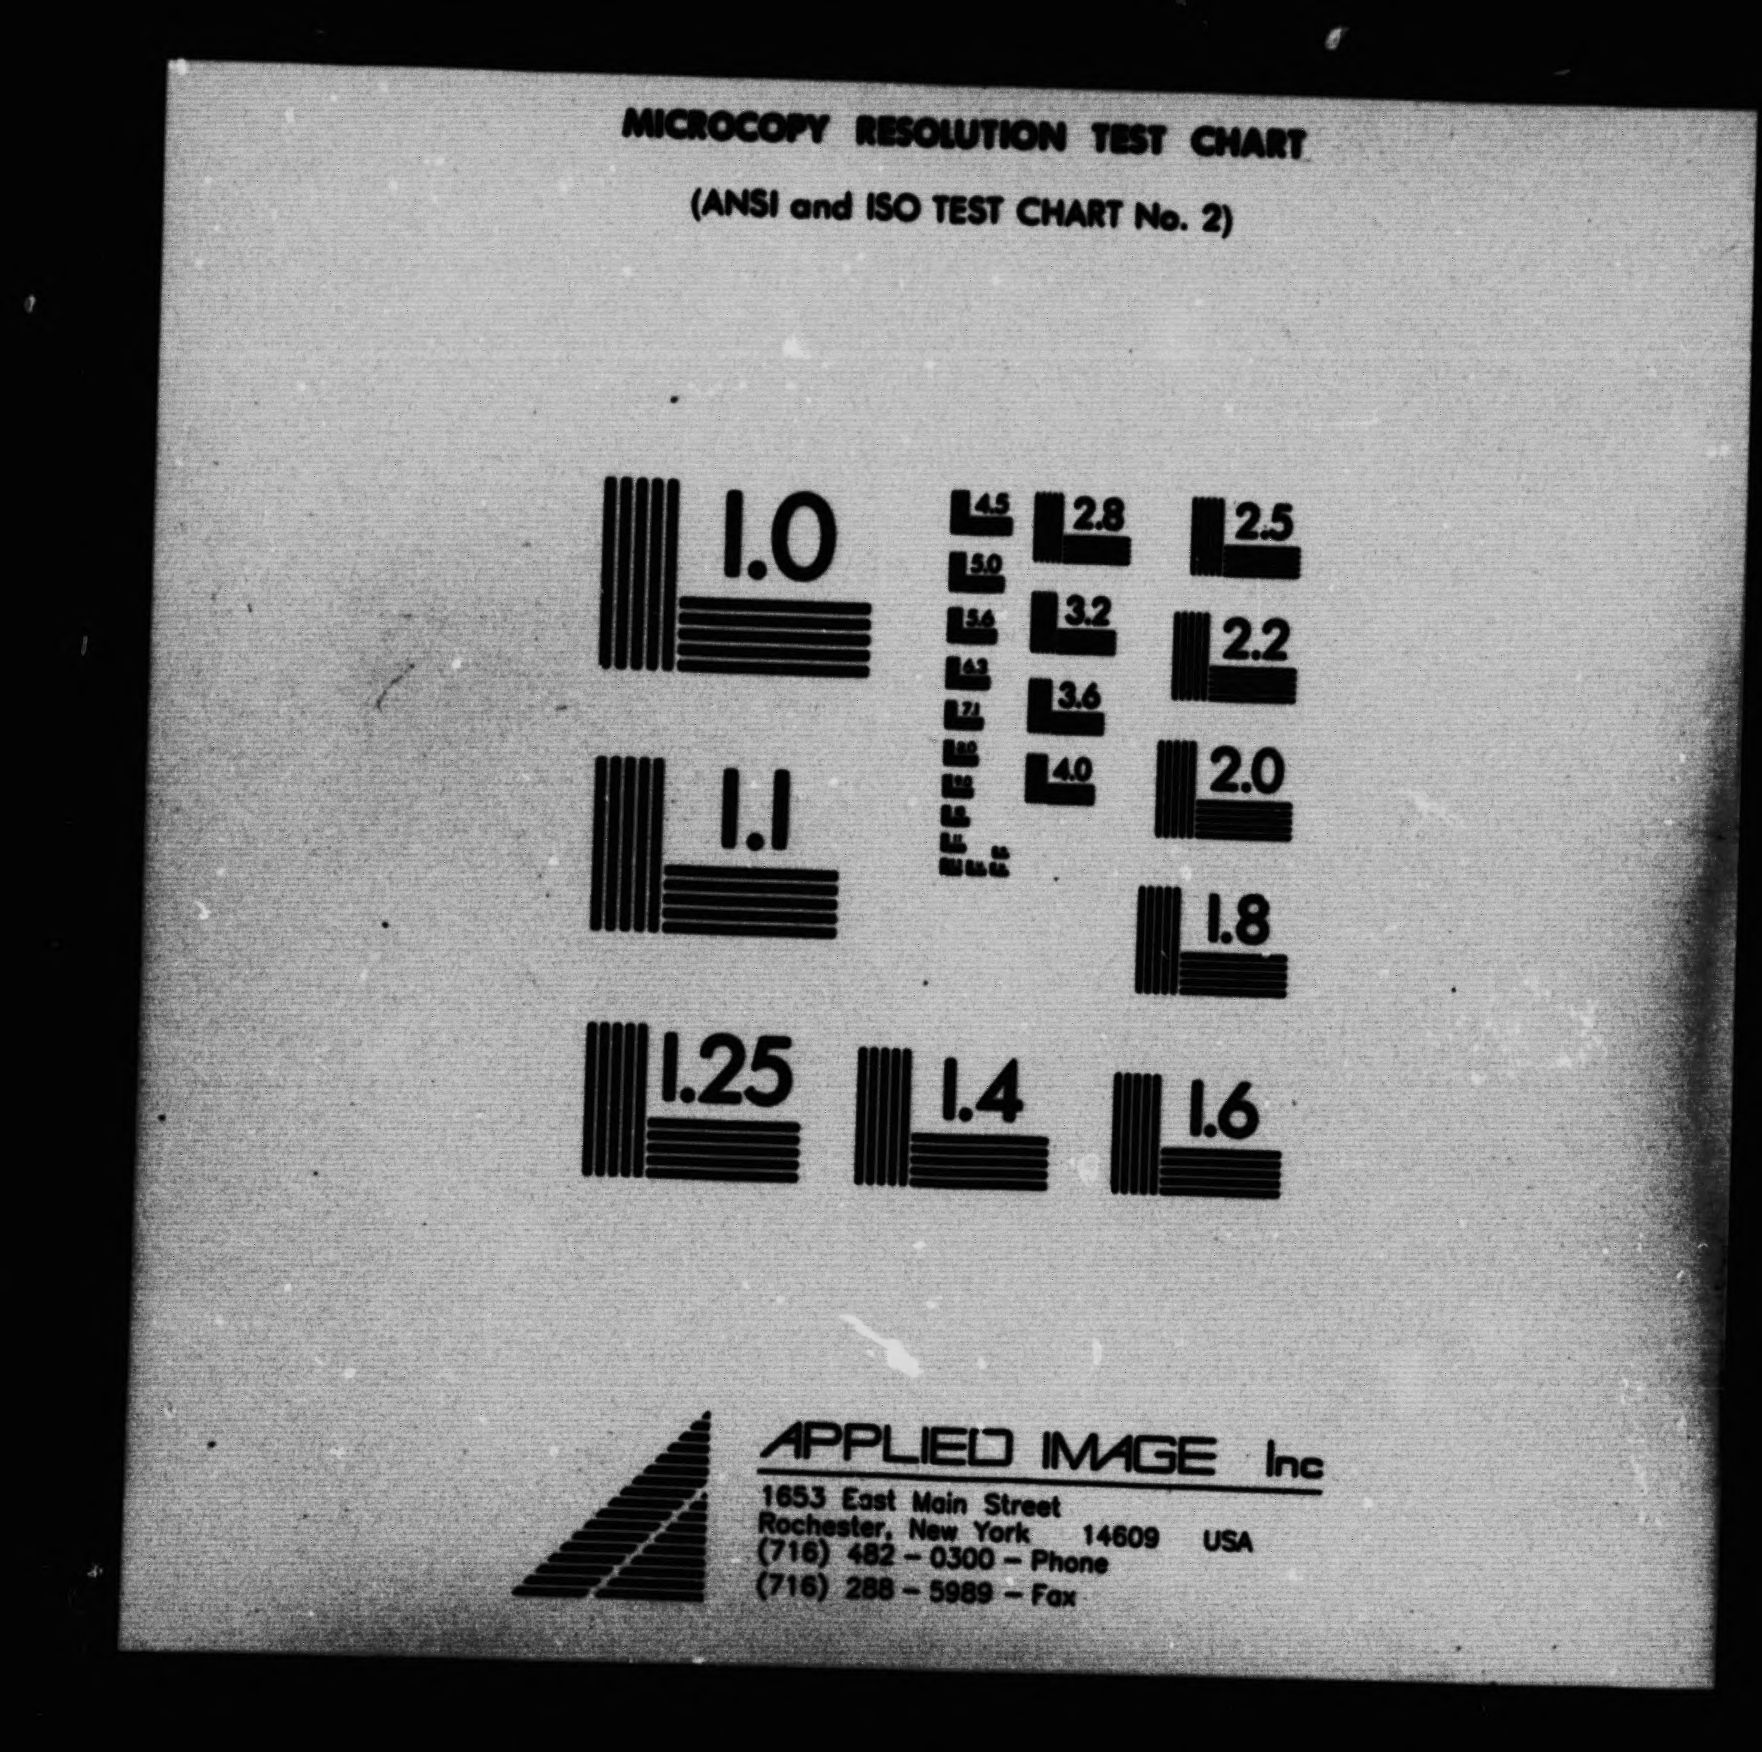 MICROCOPY RESOLUTION TEST CHART
(ANSI and ISO TEST CHART No. 2)
1.0
4.5
2.8
2.5
5.0
5.6
3.2
2.2
6.3
3.6
7.1
8.0
4.0
2.0
1.1
1.8
1.25
1.4
1.6
APPLIED IMAGE Inc
1653 East Main Street
Rochester, New York 14609 USA
(716) 482 - 0300 - Phone
(716) 288 - 5989 - Fax